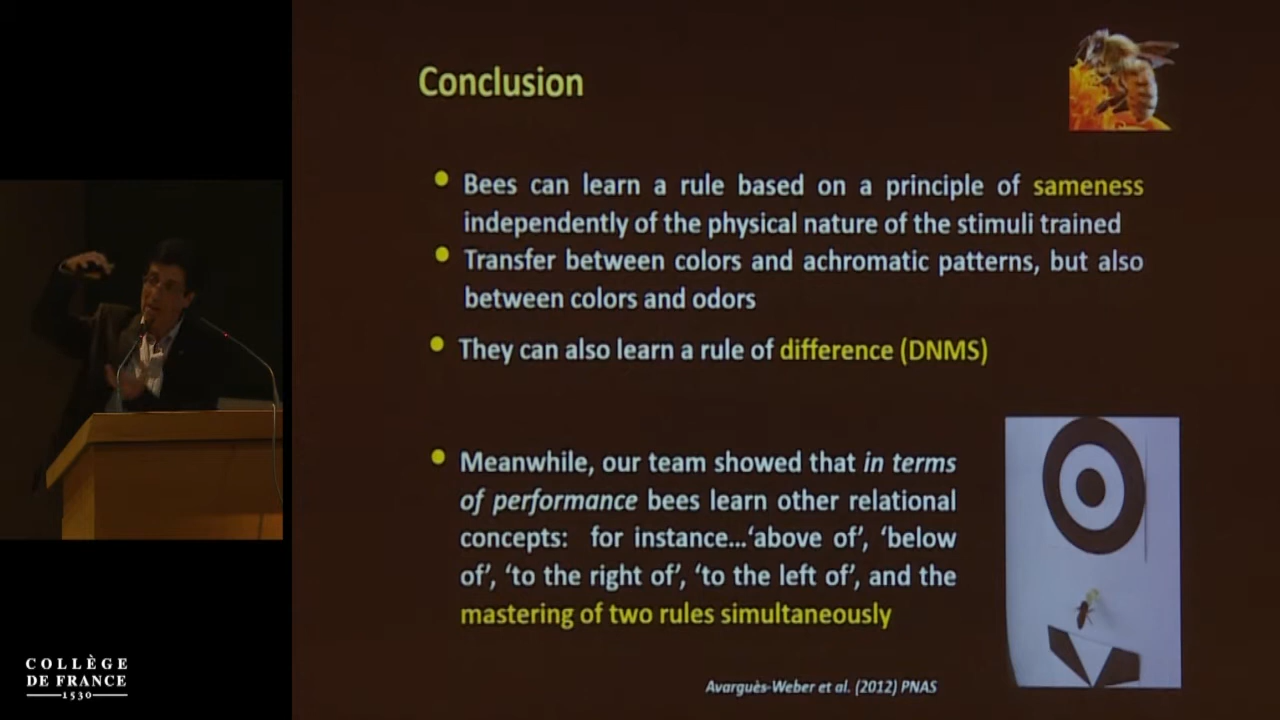 Conclusion
Bees can learn a rule based on a principle of sameness
independently of the physical nature of the stimuli trained
Transfer between colors and achromatic patterns, but also
between colors and odors
They can also learn a rule of difference (DNMS)
Meanwhile, our team showed that in terms
of performance bees learn other relational
concepts: for instance...‘above of’, ‘below
of’, ‘to the right of’, ‘to the left of’, and the
mastering of two rules simultaneously
Avarguès-Weber et al. (2012) PNAS
COLLÈGE
DE FRANCE
1530